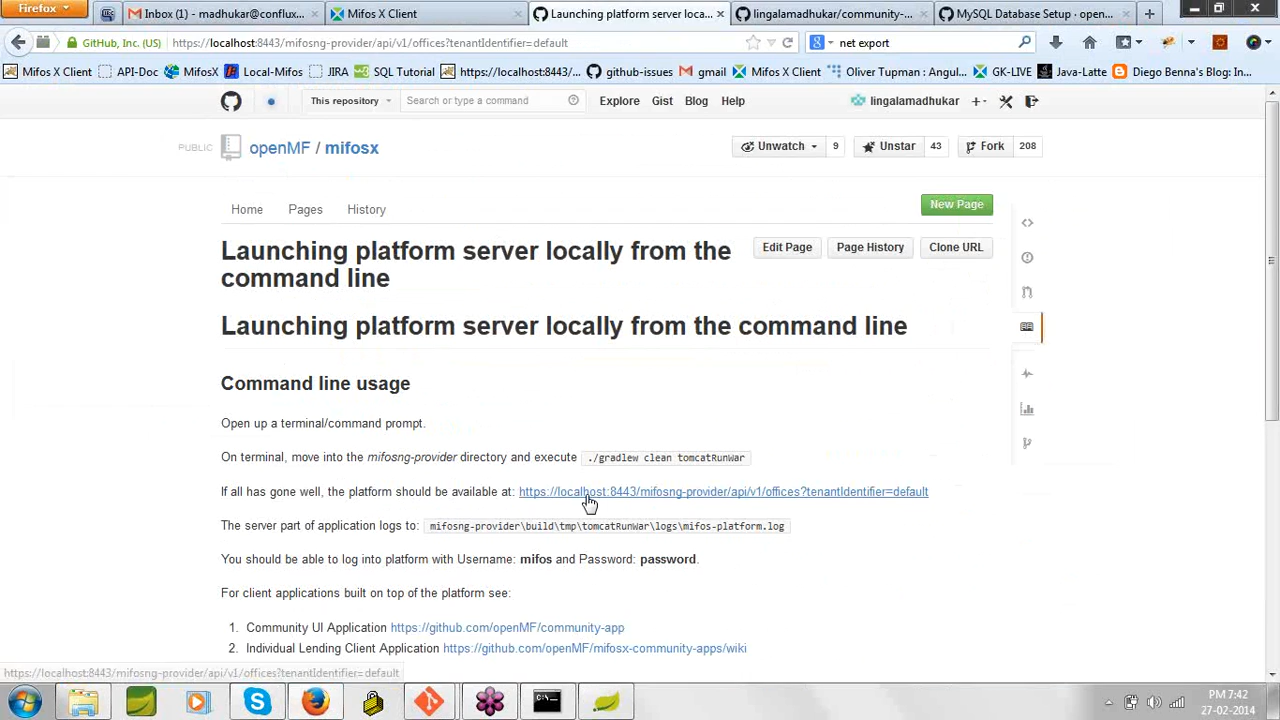 Firefox
Inbox (1) - madhukar@conflux...
Mifos X Client
Launching platform server loca...
lingalamadhukar/community-...
MySQL Database Setup · open...
GitHub, Inc. (US)
https://localhost:8443/mifosng-provider/api/v1/offices?tenantIdentifier=default
net export
Mifos X Client
API-Doc
MifosX
Local-Mifos
JIRA
SQL Tutorial
https://localhost:8443/...
github-issues
gmail
Mifos X Client
Oliver Tupman : Angul...
GK-LIVE
Java-Latte
Diego Benna's Blog: In...
This repository
Search or type a command
Explore
Gist
Blog
Help
lingalamadhukar
PUBLIC
openMF / mifosx
Unwatch
9
Unstar
43
Fork
208
Home
Pages
History
New Page
Launching platform server locally from the
command line
Edit Page
Page History
Clone URL
Launching platform server locally from the command line
Command line usage
Open up a terminal/command prompt.
On terminal, move into the mifosng-provider directory and execute ./gradlew clean tomcatRunWar
If all has gone well, the platform should be available at: https://localhost:8443/mifosng-provider/api/v1/offices?tenantIdentifier=default
The server part of application logs to: mifosng-provider\build\tmp\tomcatRunWar\logs\mifos-platform.log
You should be able to log into platform with Username: mifos and Password: password.
For client applications built on top of the platform see:
1. Community UI Application https://github.com/openMF/community-app
2. Individual Lending Client Application https://github.com/openMF/mifosx-community-apps/wiki
https://localhost:8443/mifosng-provider/api/v1/offices?tenantIdentifier=default
PM 7:42
27-02-2014